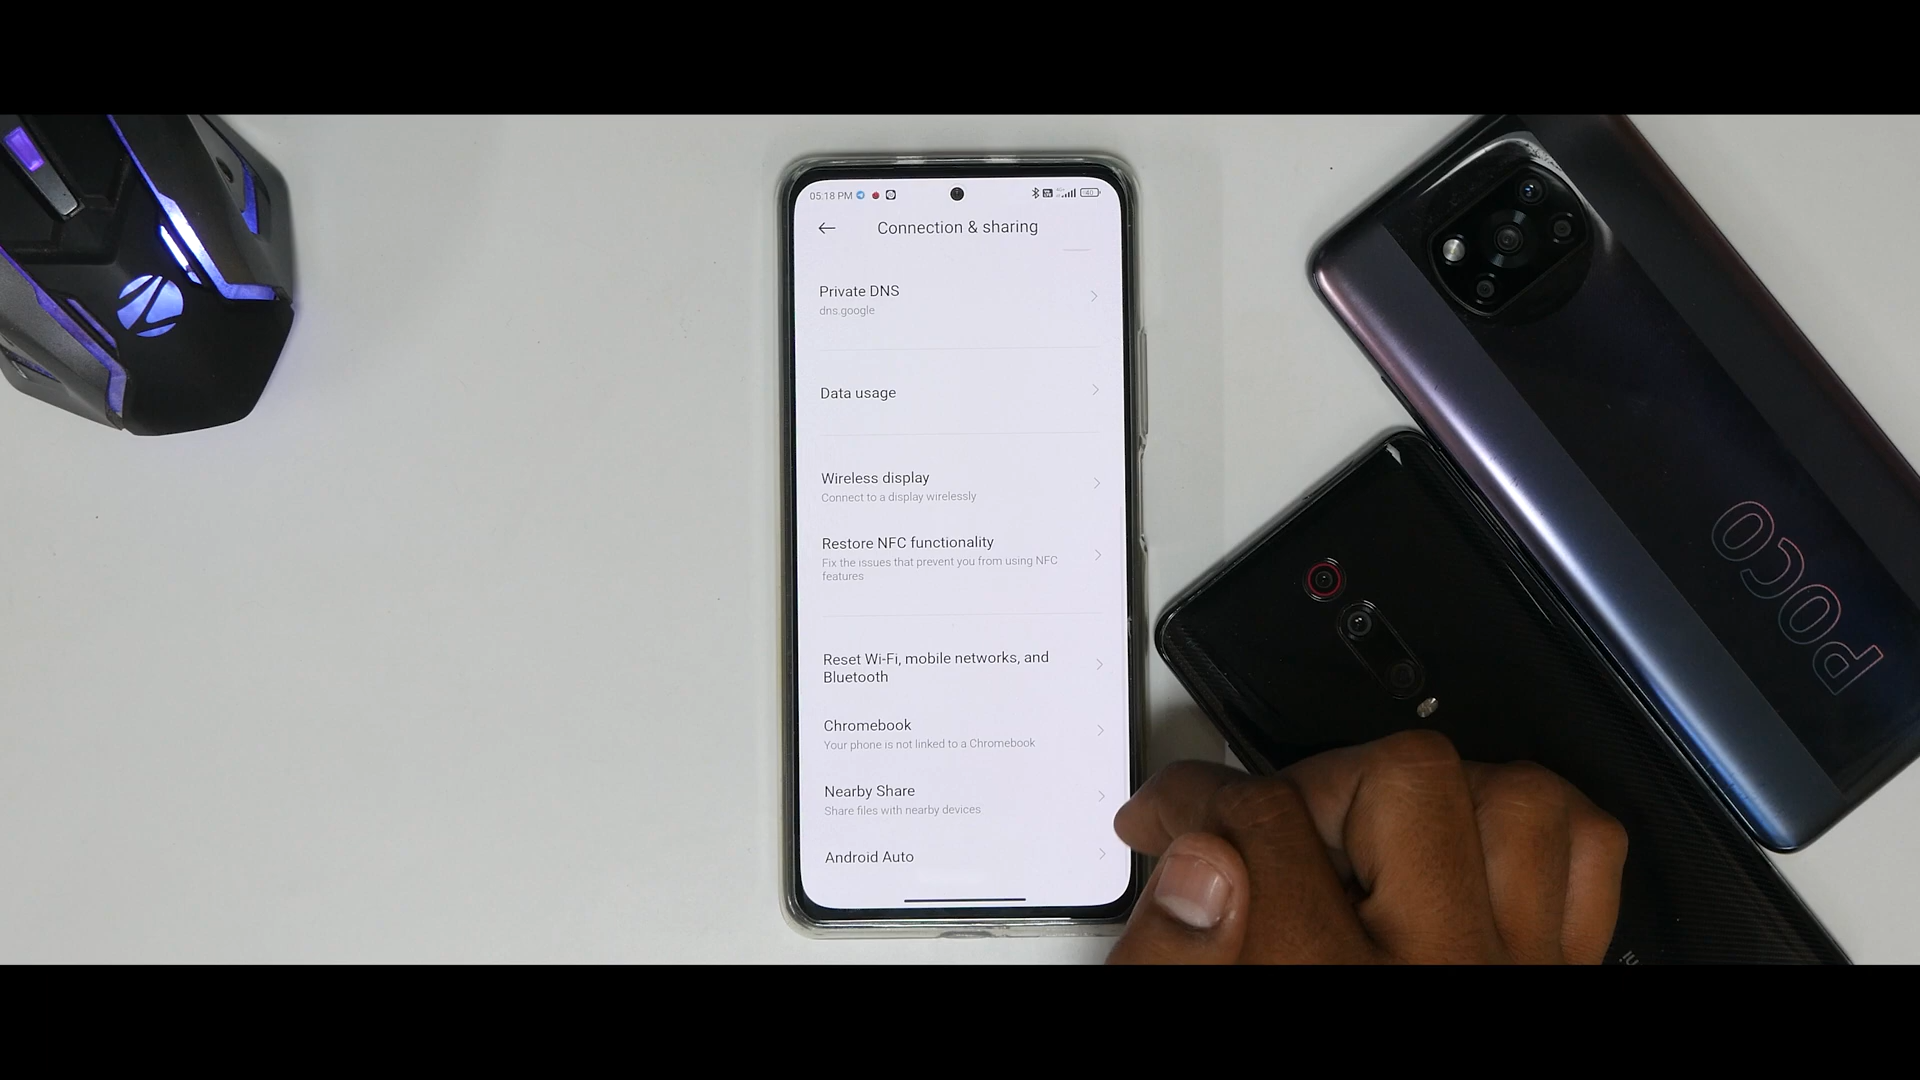 05:18 PM
Connection & sharing
Private DNS
dns.google
Data usage
Wireless display
Connect to a display wirelessly
Restore NFC functionality
Fix the issues that prevent you from using NFC
features
Reset Wi-Fi, mobile networks, and
Bluetooth
Chromebook
Your phone is not linked to a Chromebook
Nearby Share
Share files with nearby devices
Android Auto
POCO